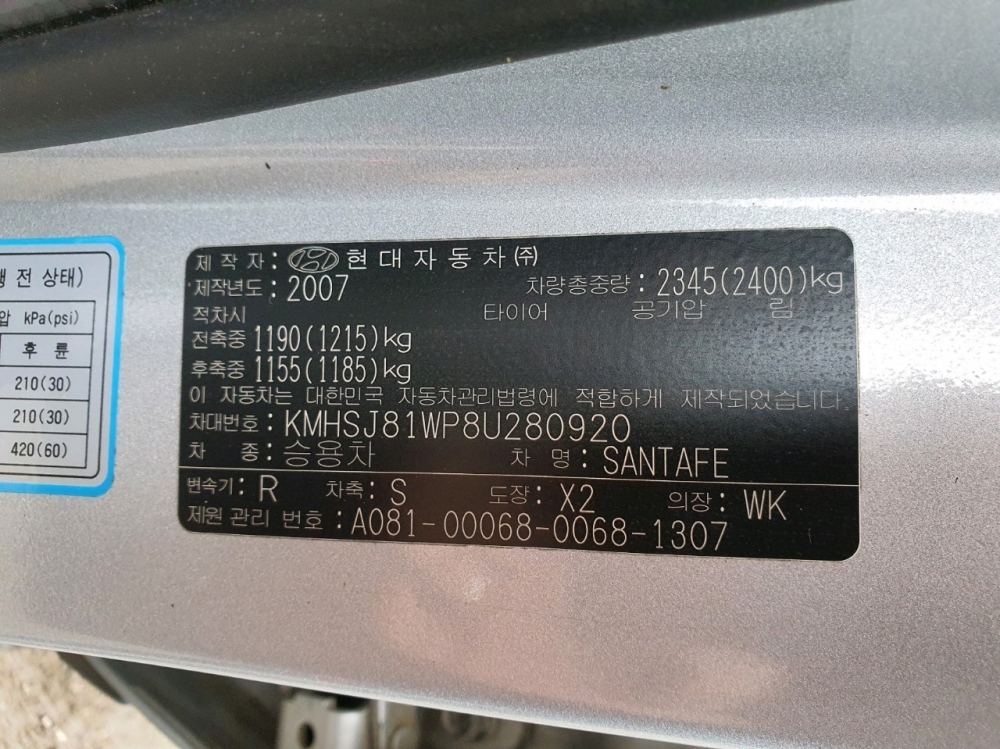 전 상태)
압 kPa(psi)
후 륜
210(30)
210(30)
420(60)
제 작 자 : 현대자동차㈜
제작년도 : 2007 차량총중량 : 2345(2400)kg
적차시 타이어 공기압 림
전축중 1190(1215)kg
후축중 1155(1185)kg
이 자동차는 대한민국 자동차관리법령에 적합하게 제작되었습니다.
차대번호 : KMHSJ81WP8U280920
차 종 : 승용차 차 명 : SANTAFE
변속기 : R 차축 : S 도장 : X2 의장 : WK
제원 관리 번호 : A081-00068-0068-1307